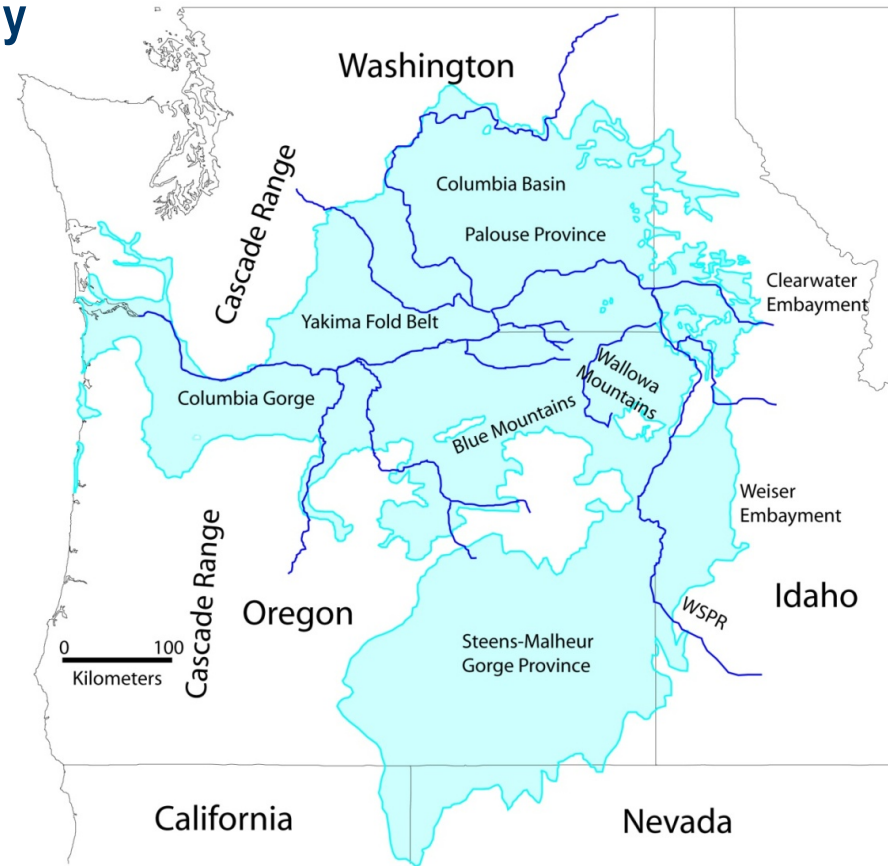 y
Washington
Cascade Range
Columbia Basin
Palouse Province
Clearwater
Embayment
Yakima Fold Belt
Wallowa
Mountains
Columbia Gorge
Blue Mountains
Weiser
Embayment
Cascade Range
Oregon
Idaho
WSPR
0 100
Kilometers
Steens-Malheur
Gorge Province
California
Nevada